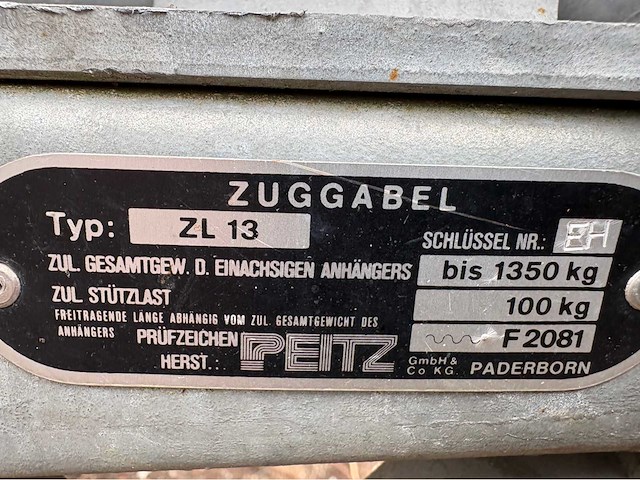 ZUGGABEL
Typ: ZL 13
SCHLÜSSEL NR.: EH
ZUL. GESAMTGEW. D. EINACHSIGEN ANHÄNGERS bis 1350 kg
ZUL. STÜTZLAST 100 kg
FREITRAGENDE LÄNGE ABHÄNGIG VOM ZUL. GESAMTGEWICHT DES
ANHÄNGERS PRÜFZEICHEN F 2081
HERST.: PEITZ GmbH & Co KG. PADERBORN